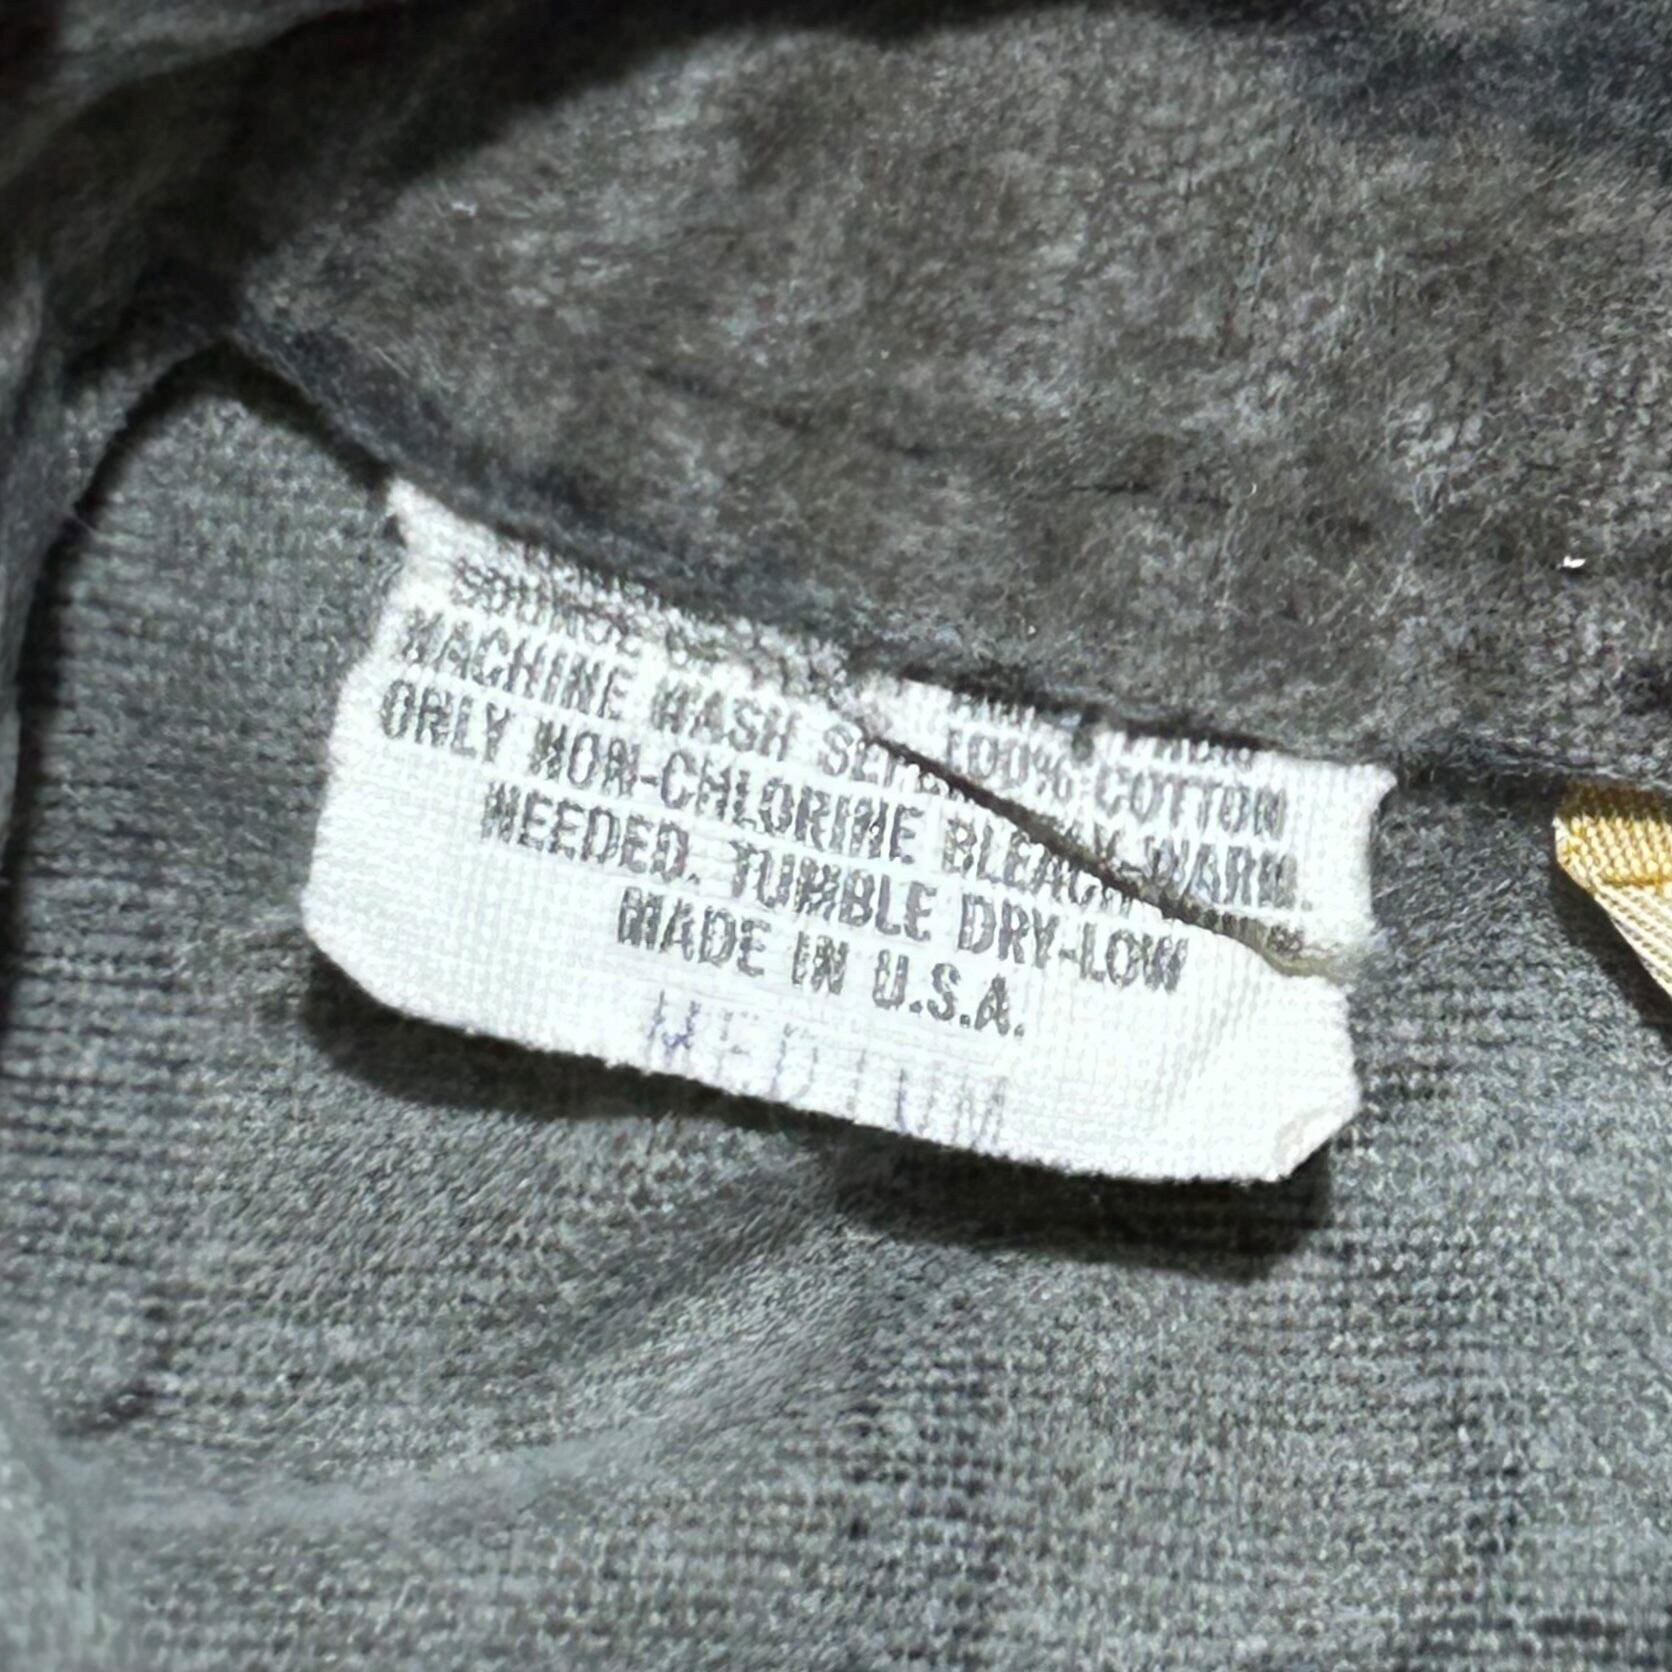 100% COTTON
MACHINE WASH WARM.
ONLY NON-CHLORINE BLEACH
NEEDED. TUMBLE DRY-LOW
MADE IN U.S.A.
MEDIUM